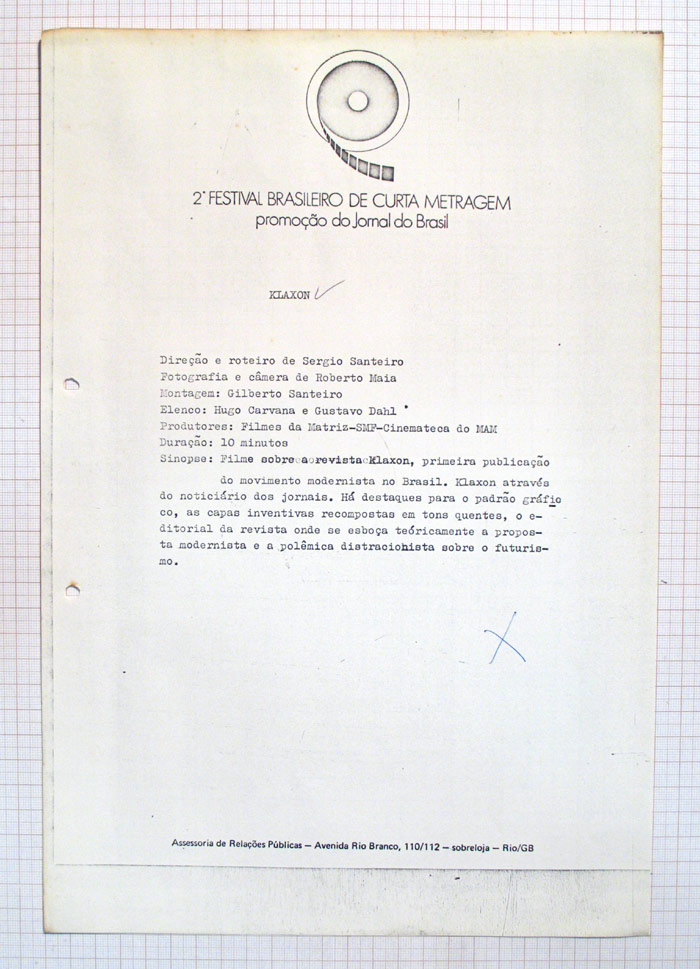 2º FESTIVAL BRASILEIRO DE CURTA METRAGEM
promoção do Jornal do Brasil
KLAXON
Direção e roteiro de Sergio Santeiro
Fotografia e câmera de Roberto Maia
Montagem: Gilberto Santeiro
Elenco: Hugo Carvana e Gustavo Dahl
Produtores: Filmes da Matriz-SMF-Cinemateca do MAM
Duração: 10 minutos
Sinopse: Filme sobre a revista Klaxon, primeira publicação
do movimento modernista no Brasil. Klaxon através
do noticiário dos jornais. Há destaques para o padrão gráfio
co, as capas inventivas recompostas em tons quentes, o e-
ditorial da revista onde se esboça teóricamente a propos-
ta modernista e a polêmica distracionista sobre o futuris-
mo.
Assessoria de Relações Públicas — Avenida Rio Branco, 110/112 — sobreloja — Rio/GB